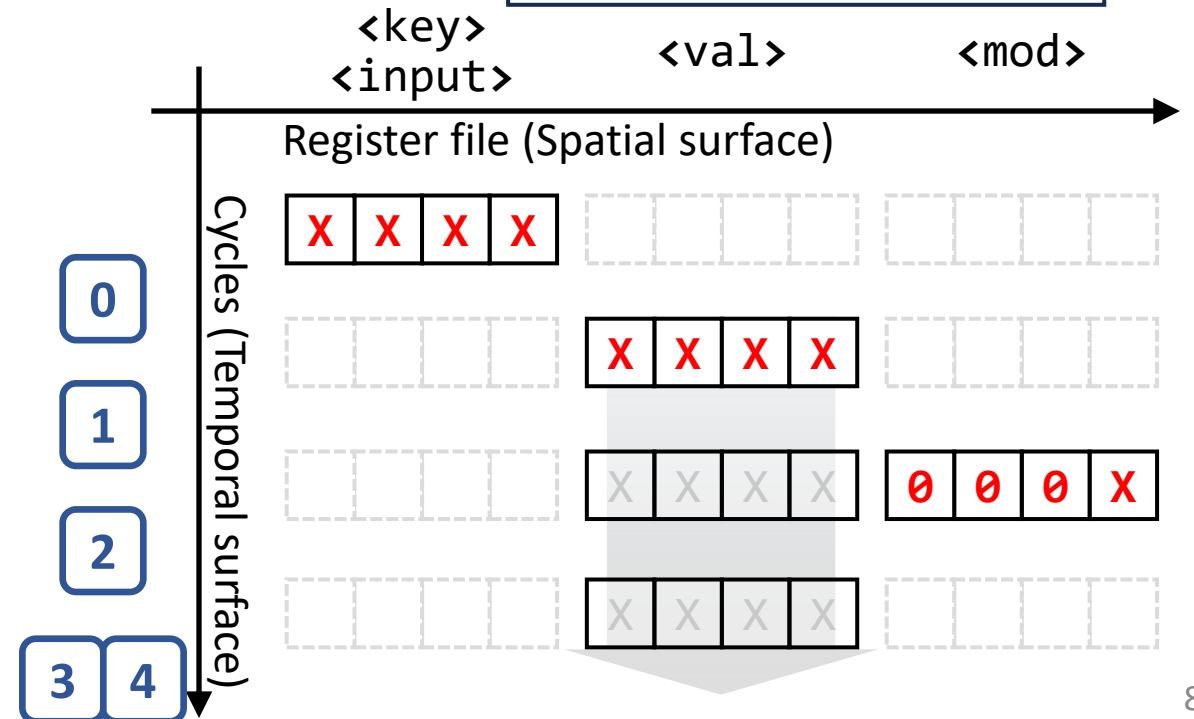 <key>
<input>
<val>
<mod>
Register file (Spatial surface)
Cycles (Temporal surface)
X X X X
0
X X X X
1
X X X X 0 0 0 X
2
X X X X
3 4
8